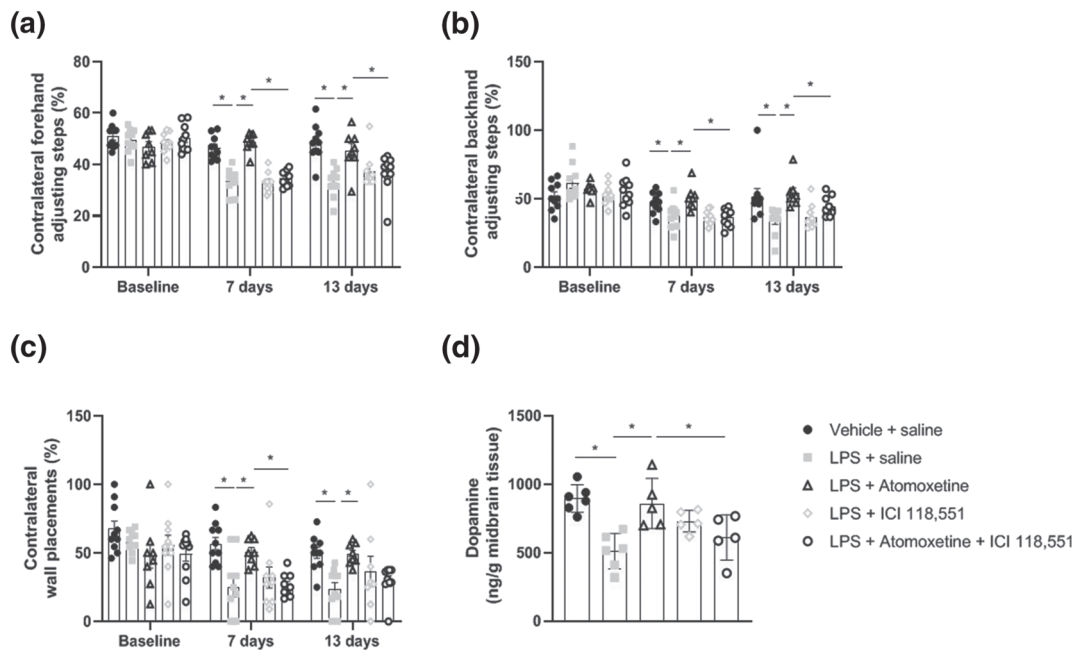 (a)
Contralateral forehand
adjusting steps (%)
80
60
40
20
0
* * *
* * *
Baseline 7 days 13 days
(b)
Contralateral backhand
adjusting steps (%)
150
100
50
0
* * *
* * *
Baseline 7 days 13 days
(c)
Contralateral
wall placements (%)
150
100
50
0
* * *
* *
Baseline 7 days 13 days
(d)
Dopamine
(ng/g midbrain tissue)
1500
1000
500
0
* * *
Vehicle + saline
LPS + saline
LPS + Atomoxetine
LPS + ICI 118,551
LPS + Atomoxetine + ICI 118,551